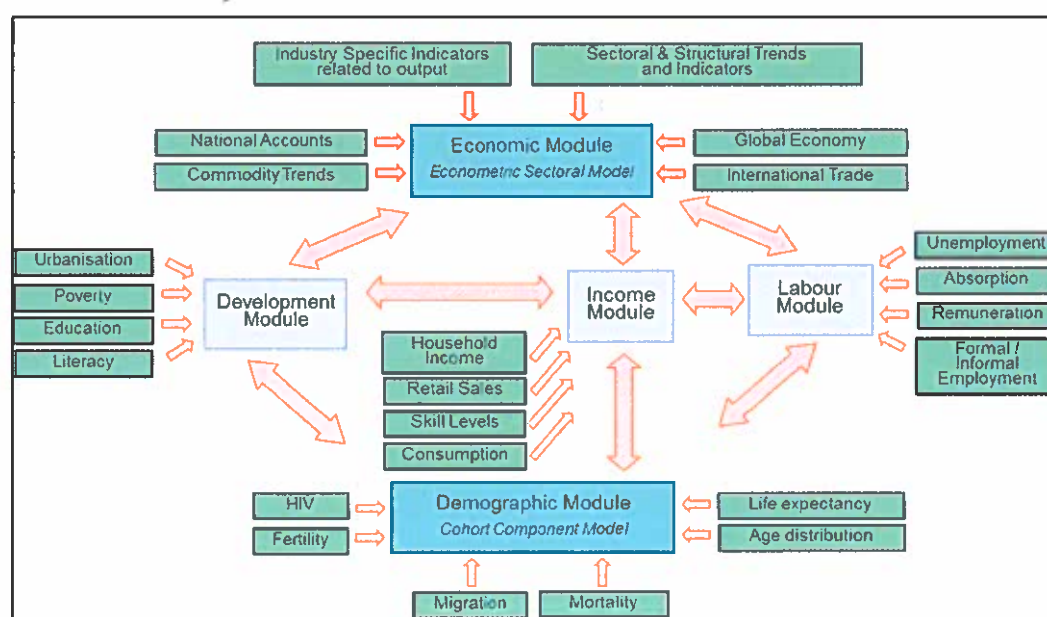 Industry Specific Indicators
related to output
Sectoral & Structural Trends
and Indicators
National Accounts
Commodity Trends
Economic Module
Econometric Sectoral Model
Global Economy
International Trade
Urbanisation
Poverty
Education
Literacy
Development
Module
Income
Module
Labour
Module
Unemployment
Absorption
Remuneration
Formal /
Informal
Employment
Household
Income
Retail Sales
Skill Levels
Consumption
HIV
Fertility
Demographic Module
Cohort Component Model
Life expectancy
Age distribution
Migration
Mortality